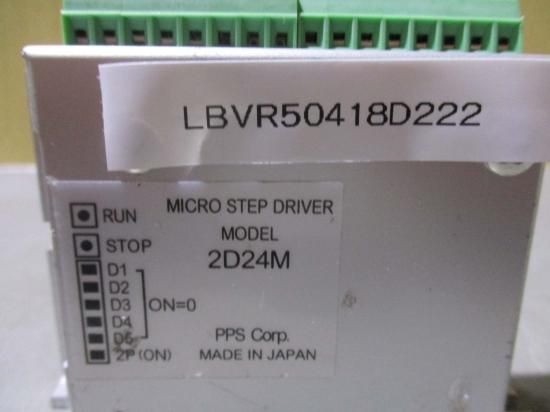 LBVR50418D222
MICRO STEP DRIVER
MODEL
2D24M
RUN
STOP
D1
D2
D3
D4
D5
ON=0
2P (ON)
PPS Corp.
MADE IN JAPAN